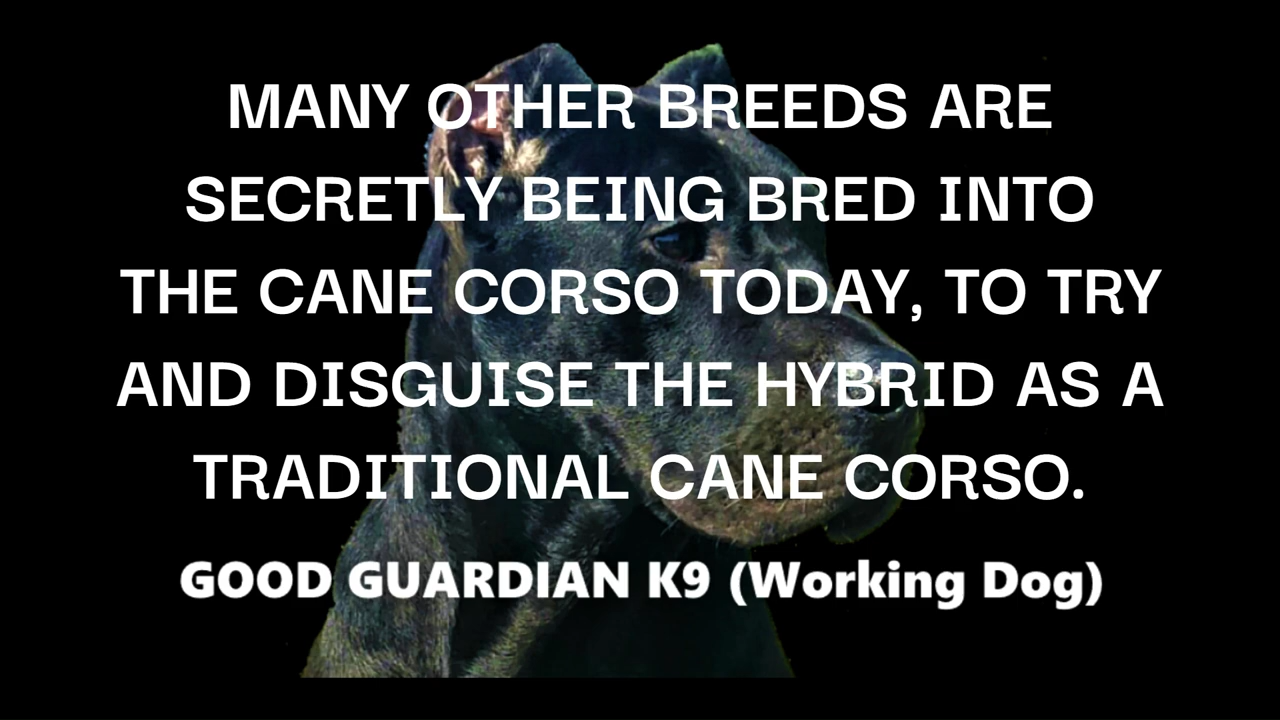 MANY OTHER BREEDS ARE
SECRETLY BEING BRED INTO
THE CANE CORSO TODAY, TO TRY
AND DISGUISE THE HYBRID AS A
TRADITIONAL CANE CORSO.
GOOD GUARDIAN K9 (Working Dog)